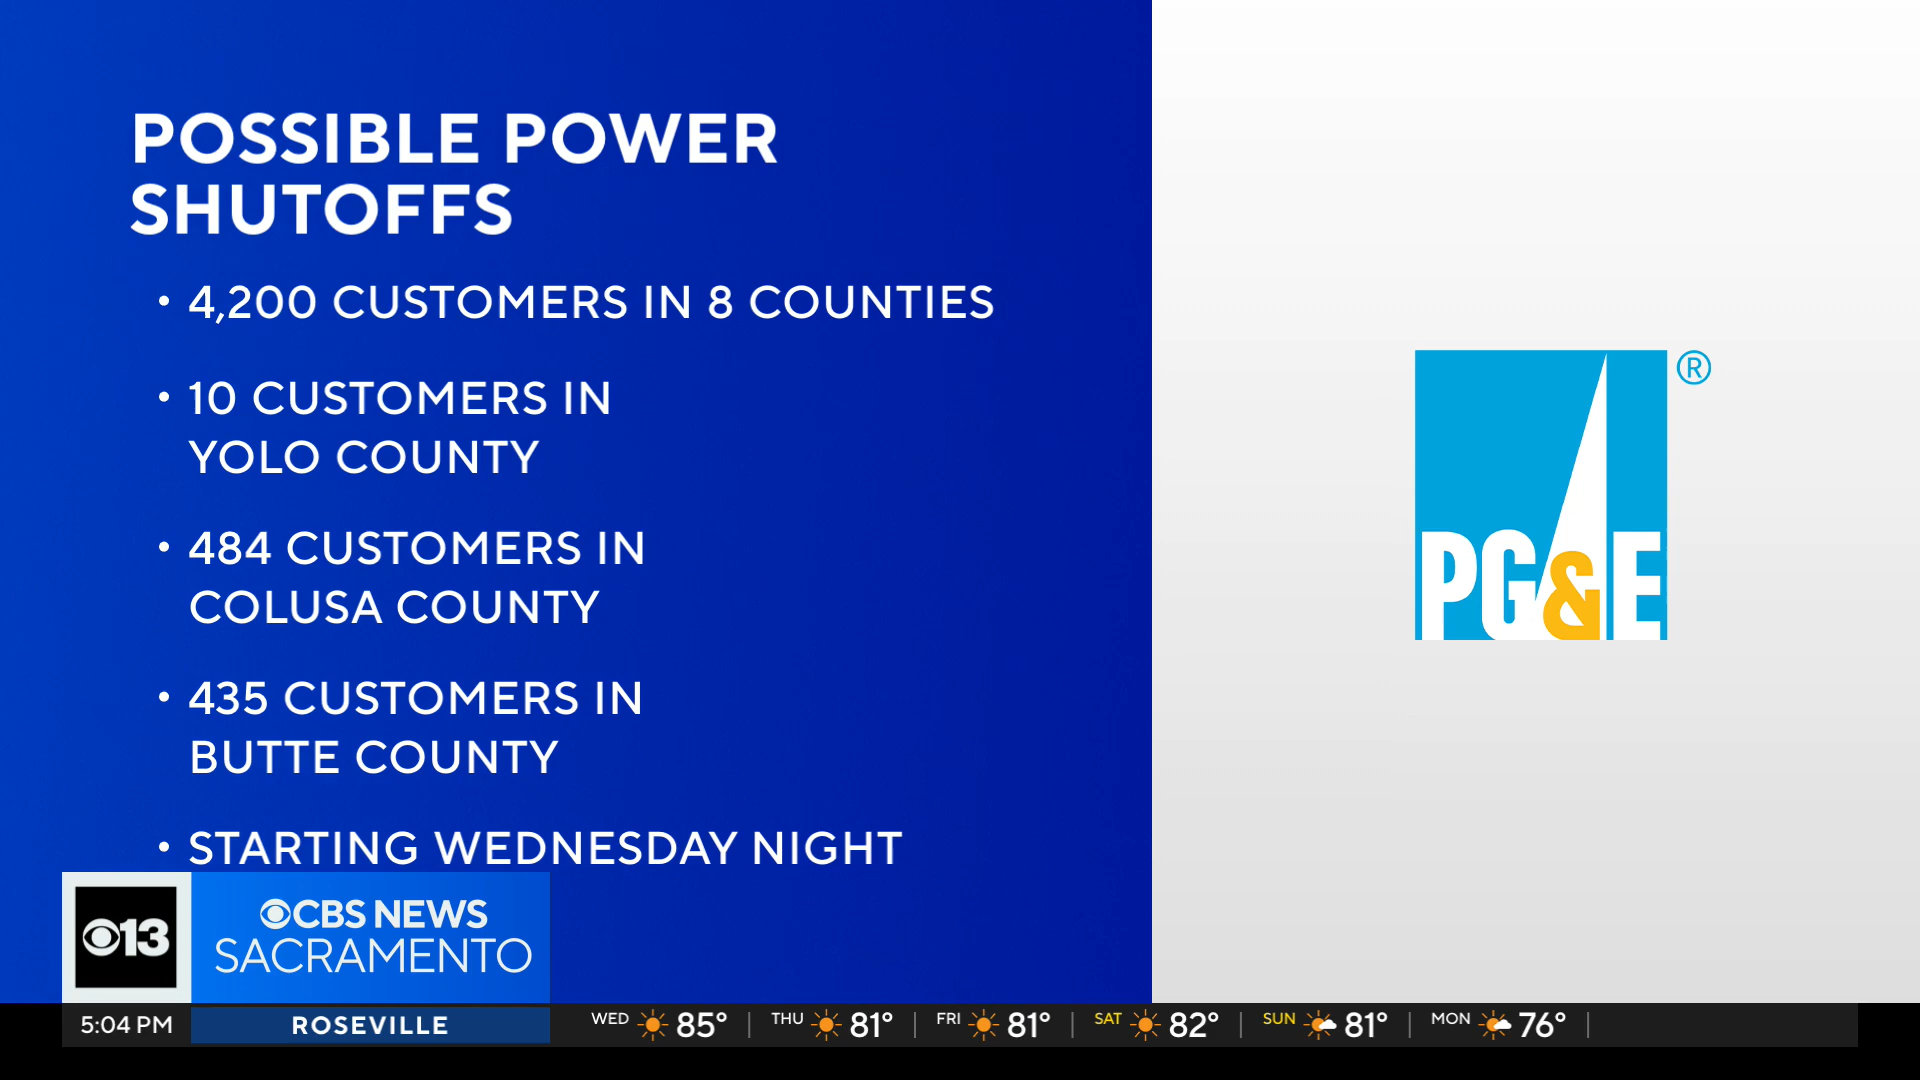 POSSIBLE POWER
SHUTOFFS
• 4,200 CUSTOMERS IN 8 COUNTIES
• 10 CUSTOMERS IN
YOLO COUNTY
• 484 CUSTOMERS IN
COLUSA COUNTY
• 435 CUSTOMERS IN
BUTTE COUNTY
• STARTING WEDNESDAY NIGHT
PG&E®
13
CBS NEWS
SACRAMENTO
5:04 PM
ROSEVILLE
WED 85° | THU 81° | FRI 81° | SAT 82° | SUN 81° | MON 76° |